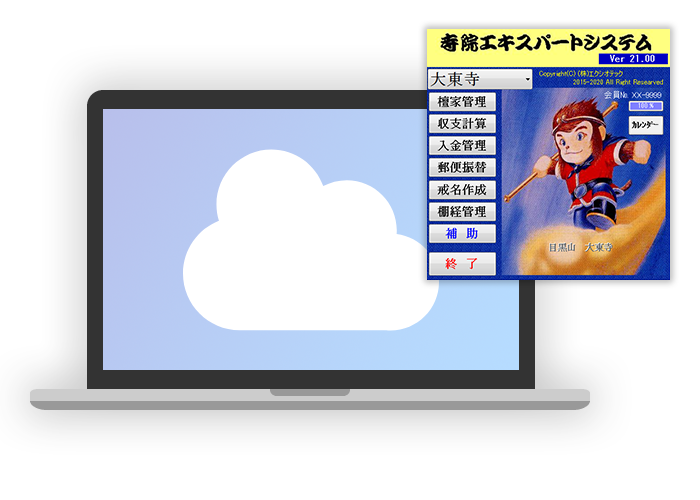 寺院エキスパートシステム
Ver 21.00
大東寺
Copyright(C) (株)エクシオテック
2015-2020 All Right Researved
会員№ XX-9999
100 %
檀家管理
カレンダー
収支計算
入金管理
郵便振替
戒名作成
棚経管理
補 助
目黒山 大東寺
終 了